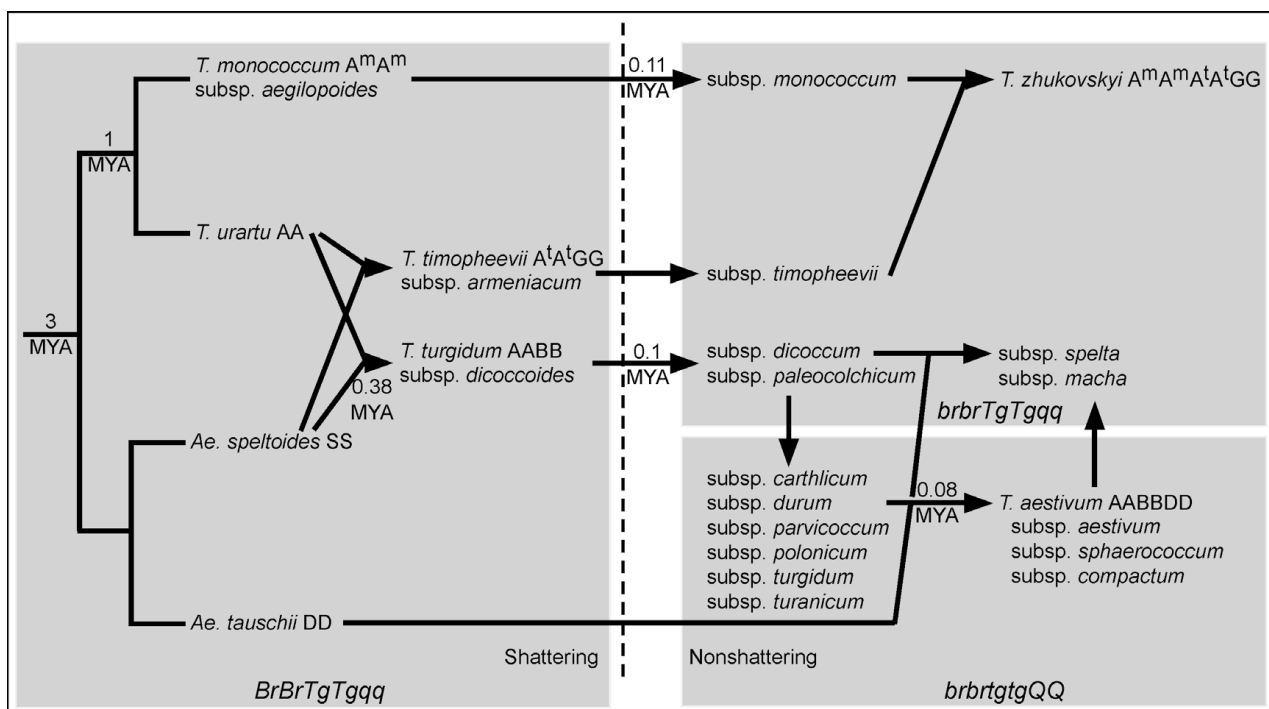 T. monococcum AᵐAᵐ
subsp. aegilopoides
0.11
MYA
subsp. monococcum
T. zhukovskyi AᵐAᵐAᵗAᵗGG
1
MYA
T. urartu AA
T. timopheevii AᵗAᵗGG
subsp. armeniacum
subsp. timopheevii
3
MYA
T. turgidum AABB
subsp. dicoccoides
0.38
MYA
0.1
MYA
subsp. dicoccum
subsp. paleocolchicum
subsp. spelta
subsp. macha
brbrTgTgqq
Ae. speltoides SS
subsp. carthlicum
subsp. durum
subsp. parvicoccum
subsp. polonicum
subsp. turgidum
subsp. turanicum
0.08
MYA
T. aestivum AABBDD
subsp. aestivum
subsp. sphaerococcum
subsp. compactum
Ae. tauschii DD
Shattering
Nonshattering
BrBrTgTgqq
brbrtgtgQQ